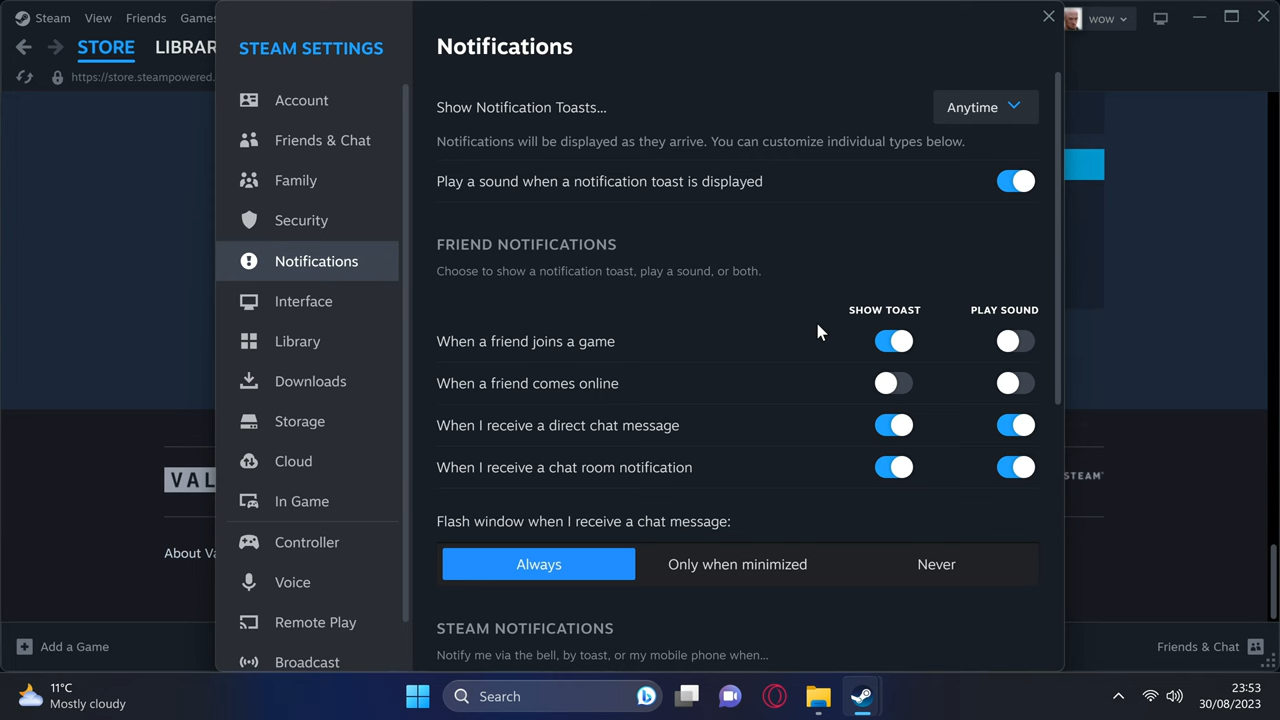 Steam View Friends Games
wow
STORE LIBRAR
https://store.steampowered.
STEAM SETTINGS
Account
Friends & Chat
Family
Security
Notifications
Interface
Library
Downloads
Storage
Cloud
In Game
Controller
Voice
Remote Play
Broadcast
Notifications
Show Notification Toasts...
Anytime
Notifications will be displayed as they arrive. You can customize individual types below.
Play a sound when a notification toast is displayed
FRIEND NOTIFICATIONS
Choose to show a notification toast, play a sound, or both.
SHOW TOAST PLAY SOUND
When a friend joins a game
When a friend comes online
When I receive a direct chat message
When I receive a chat room notification
Flash window when I receive a chat message:
Always Only when minimized Never
STEAM NOTIFICATIONS
Notify me via the bell, by toast, or my mobile phone when...
VAL
STEAM
About Va
Add a Game
Friends & Chat
11°C
Mostly cloudy
Search
23:53
30/08/2023